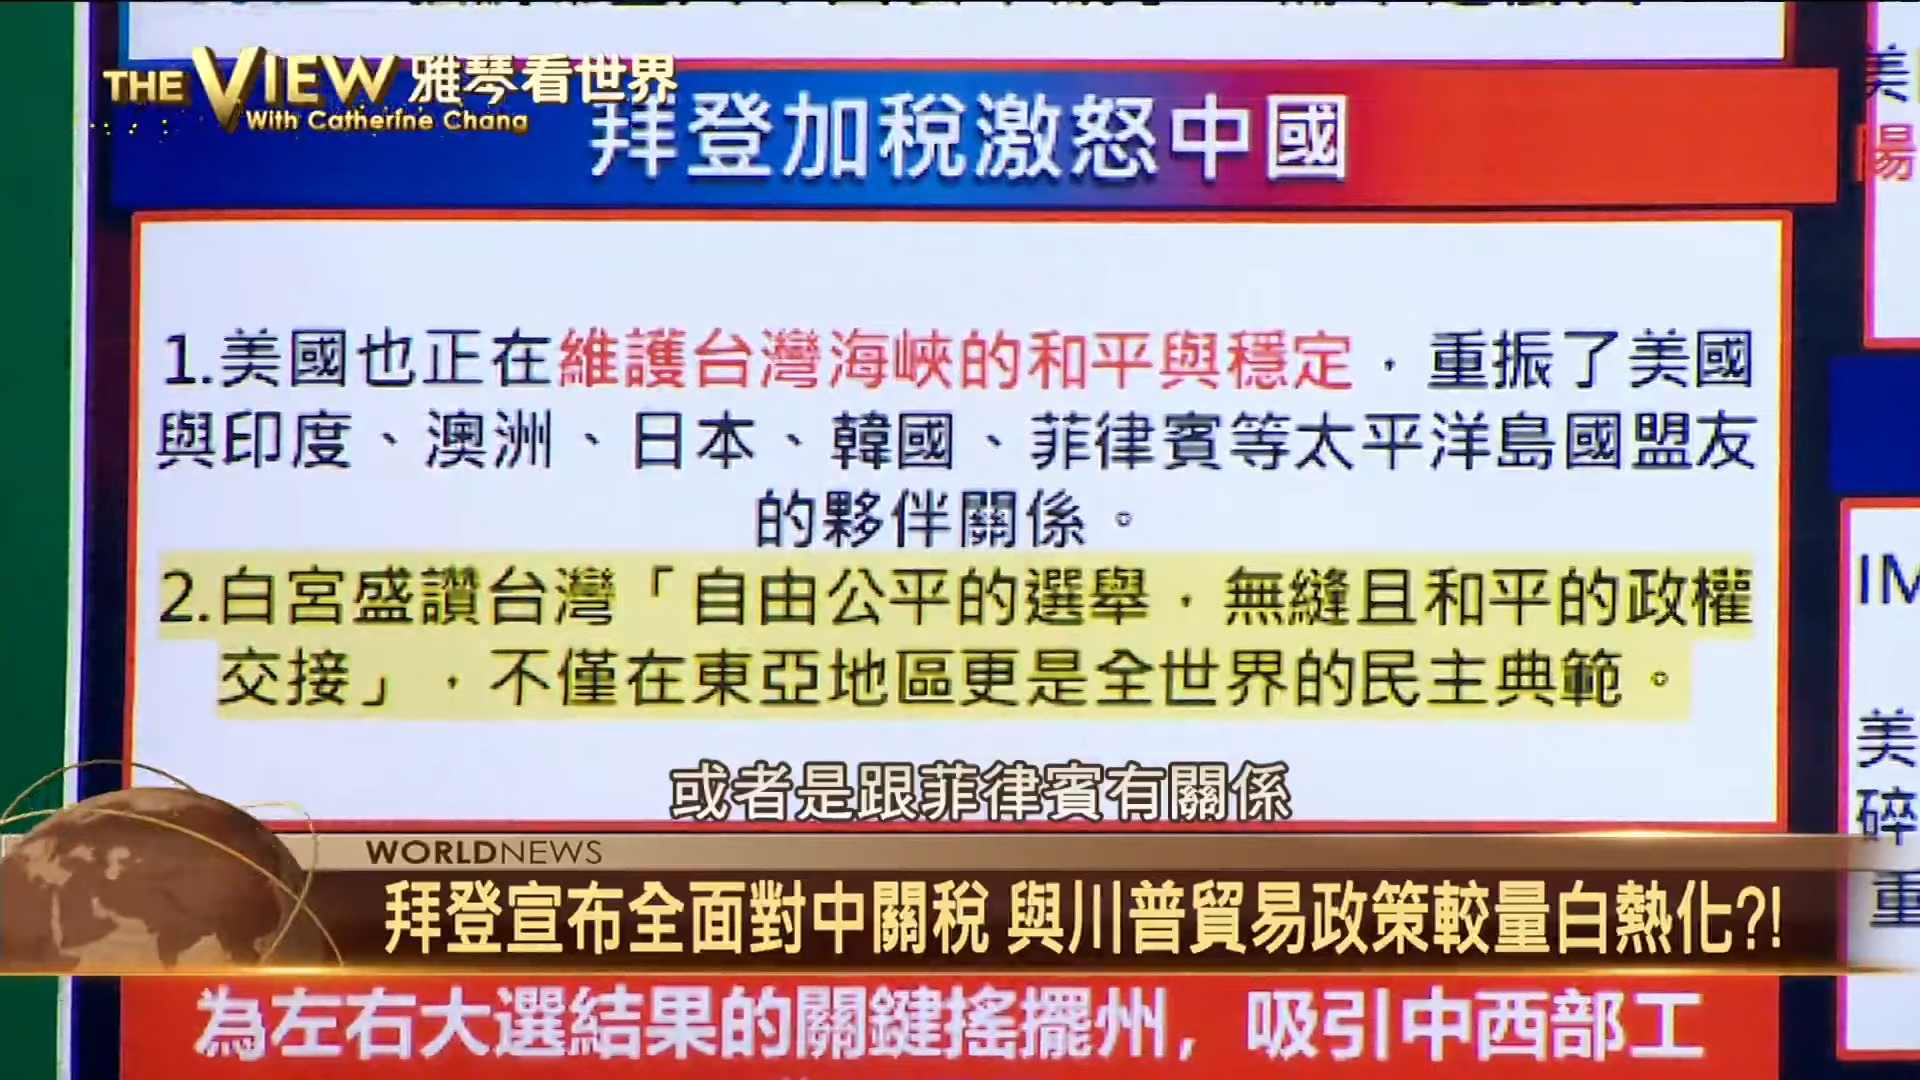 THE VIEW 雅琴看世界
With Catherine Chang
拜登加稅激怒中國
1.美國也正在維護台灣海峽的和平與穩定，重振了美國
與印度、澳洲、日本、韓國、菲律賓等太平洋島國盟友
的夥伴關係。
2.白宮盛讚台灣「自由公平的選舉，無縫且和平的政權
交接」，不僅在東亞地區更是全世界的民主典範。
或者是跟菲律賓有關係
WORLDNEWS
拜登宣布全面對中關稅 與川普貿易政策較量白熱化?!
為左右大選結果的關鍵搖擺州，吸引中西部工
美
陽
IM
美
碎
重